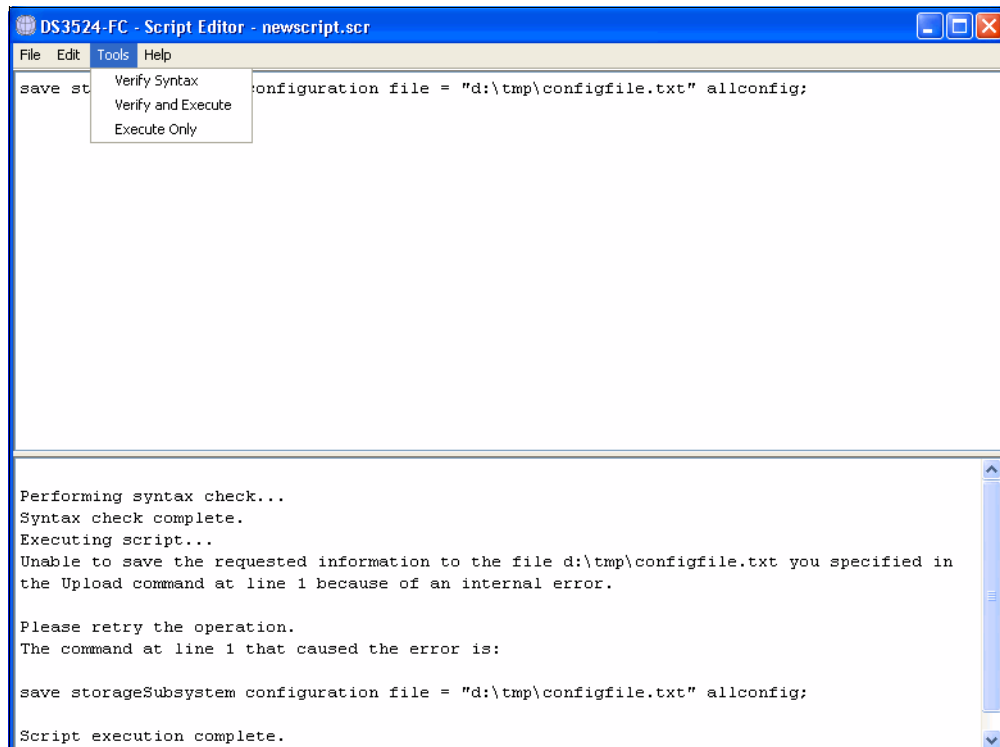 DS3524-FC - Script Editor - newscript.scr
File Edit Tools Help
Verify Syntax
Verify and Execute
Execute Only
save st onfiguration file = "d:\tmp\configfile.txt" allconfig;
Performing syntax check...
Syntax check complete.
Executing script...
Unable to save the requested information to the file d:\tmp\configfile.txt you specified in
the Upload command at line 1 because of an internal error.
Please retry the operation.
The command at line 1 that caused the error is:
save storageSubsystem configuration file = "d:\tmp\configfile.txt" allconfig;
Script execution complete.